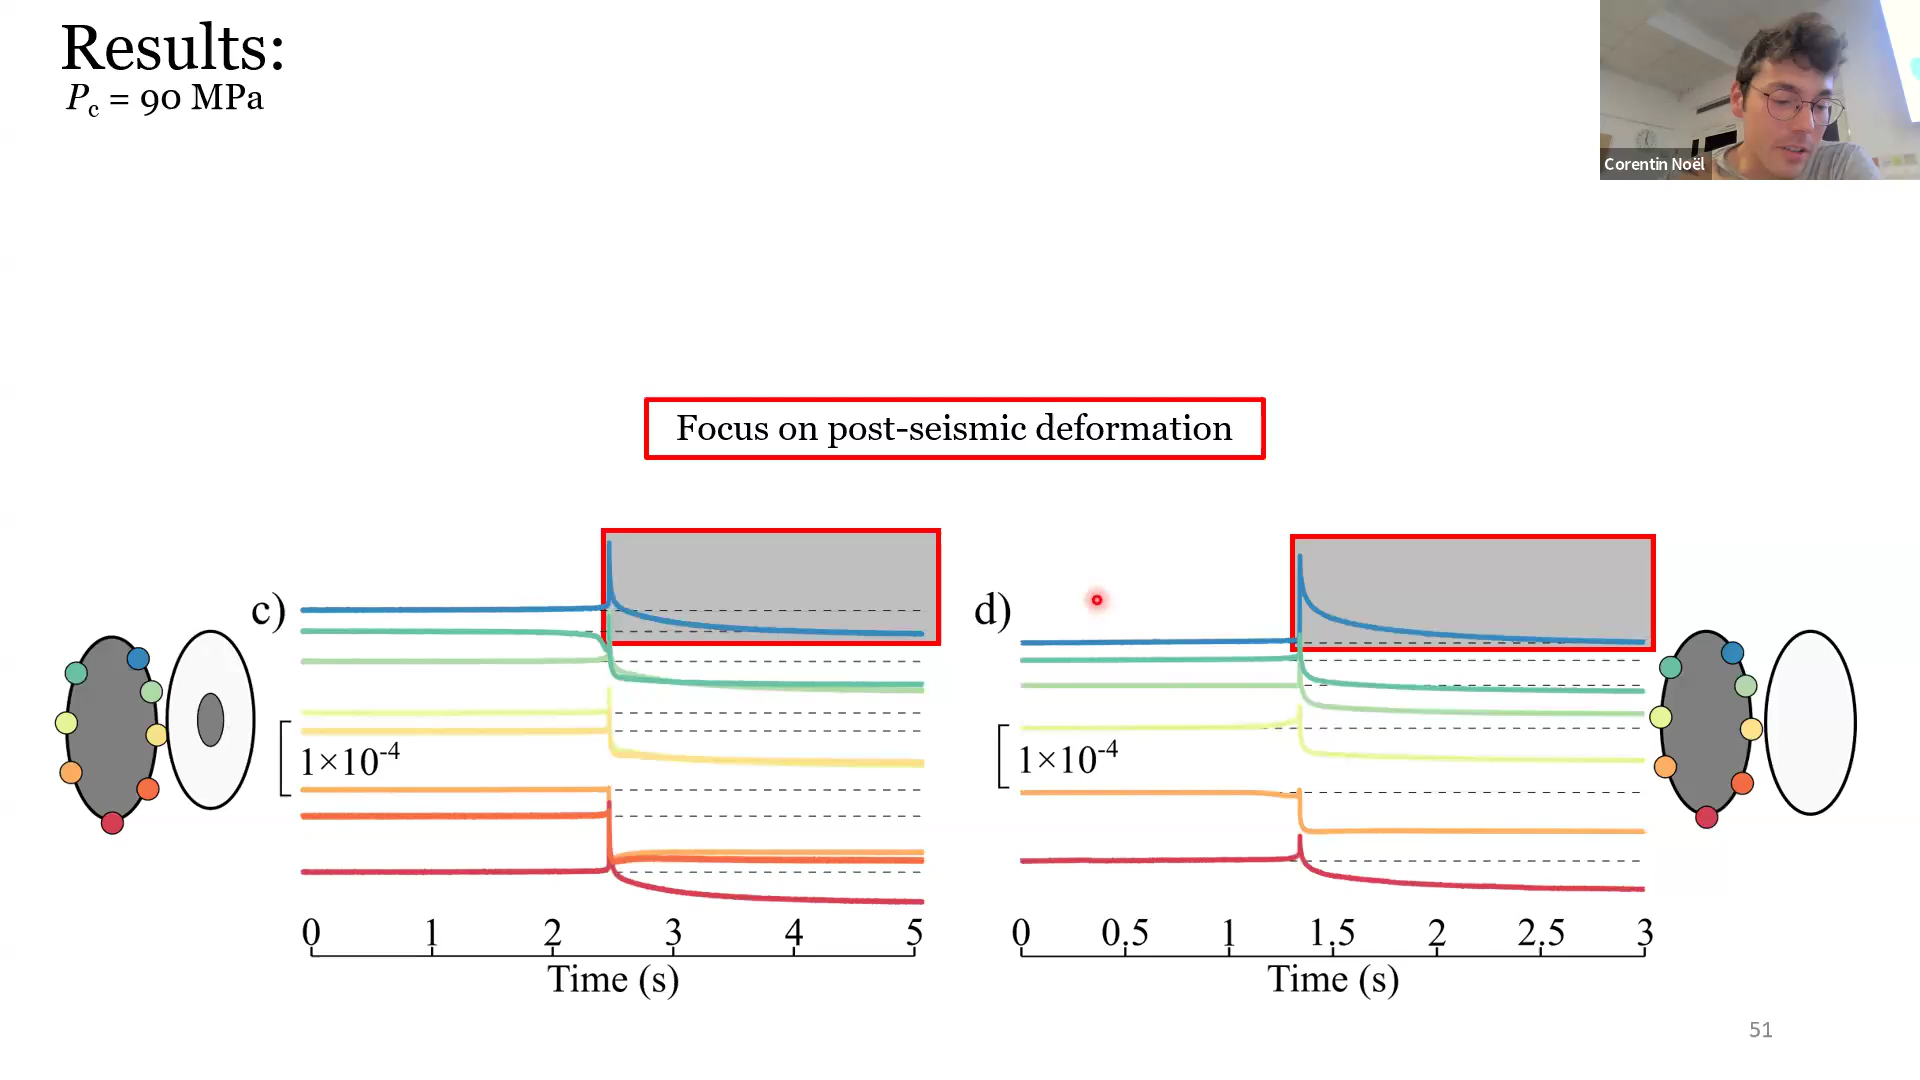 Results:
Pc = 90 MPa
Corentin Noël
Focus on post-seismic deformation
c)
1×10-4
0 1 2 3 4 5
Time (s)
d)
1×10-4
0 0.5 1 1.5 2 2.5 3
Time (s)
51